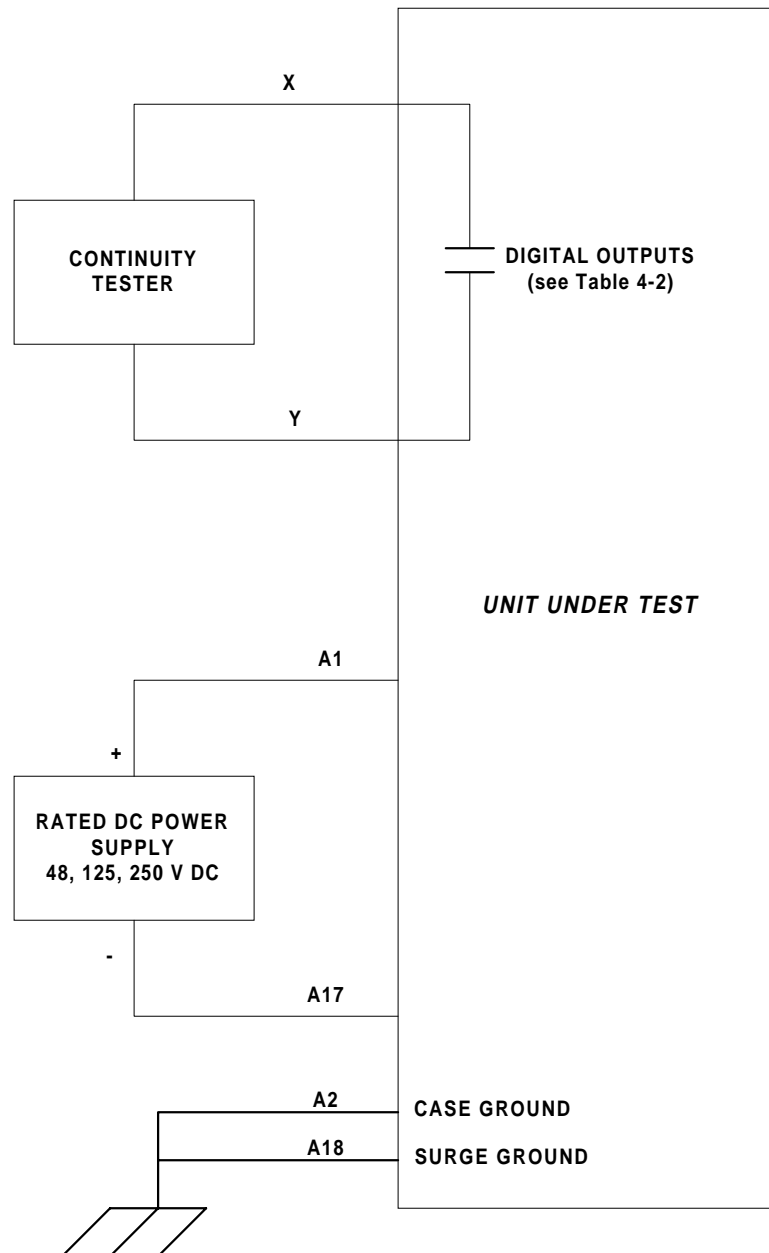 X
CONTINUITY
TESTER
DIGITAL OUTPUTS
(see Table 4-2)
Y
UNIT UNDER TEST
A1
+
RATED DC POWER
SUPPLY
48, 125, 250 V DC
-
A17
A2
CASE GROUND
A18
SURGE GROUND